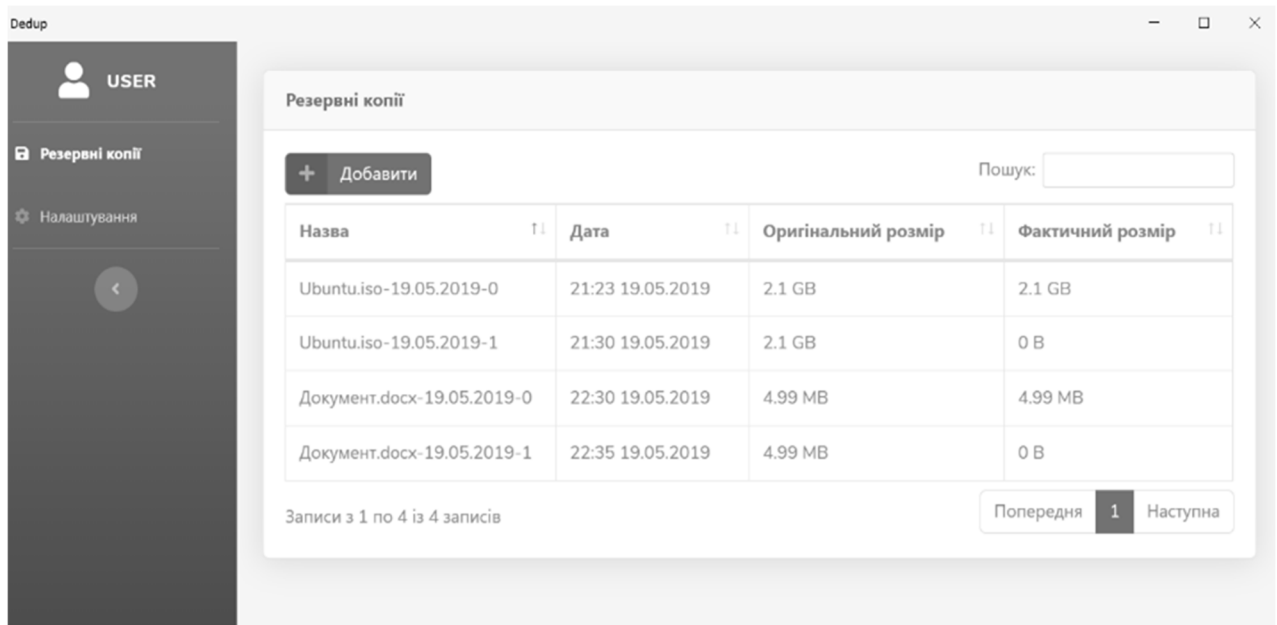 Dedup
USER
Резервні копії
Налаштування
Резервні копії
Добавити
Пошук:
Назва Дата Оригінальний розмір Фактичний розмір
Ubuntu.iso-19.05.2019-0 21:23 19.05.2019 2.1 GB 2.1 GB
Ubuntu.iso-19.05.2019-1 21:30 19.05.2019 2.1 GB 0 B
Документ.docx-19.05.2019-0 22:30 19.05.2019 4.99 MB 4.99 MB
Документ.docx-19.05.2019-1 22:35 19.05.2019 4.99 MB 0 B
Записи з 1 по 4 із 4 записів
Попередня 1 Наступна